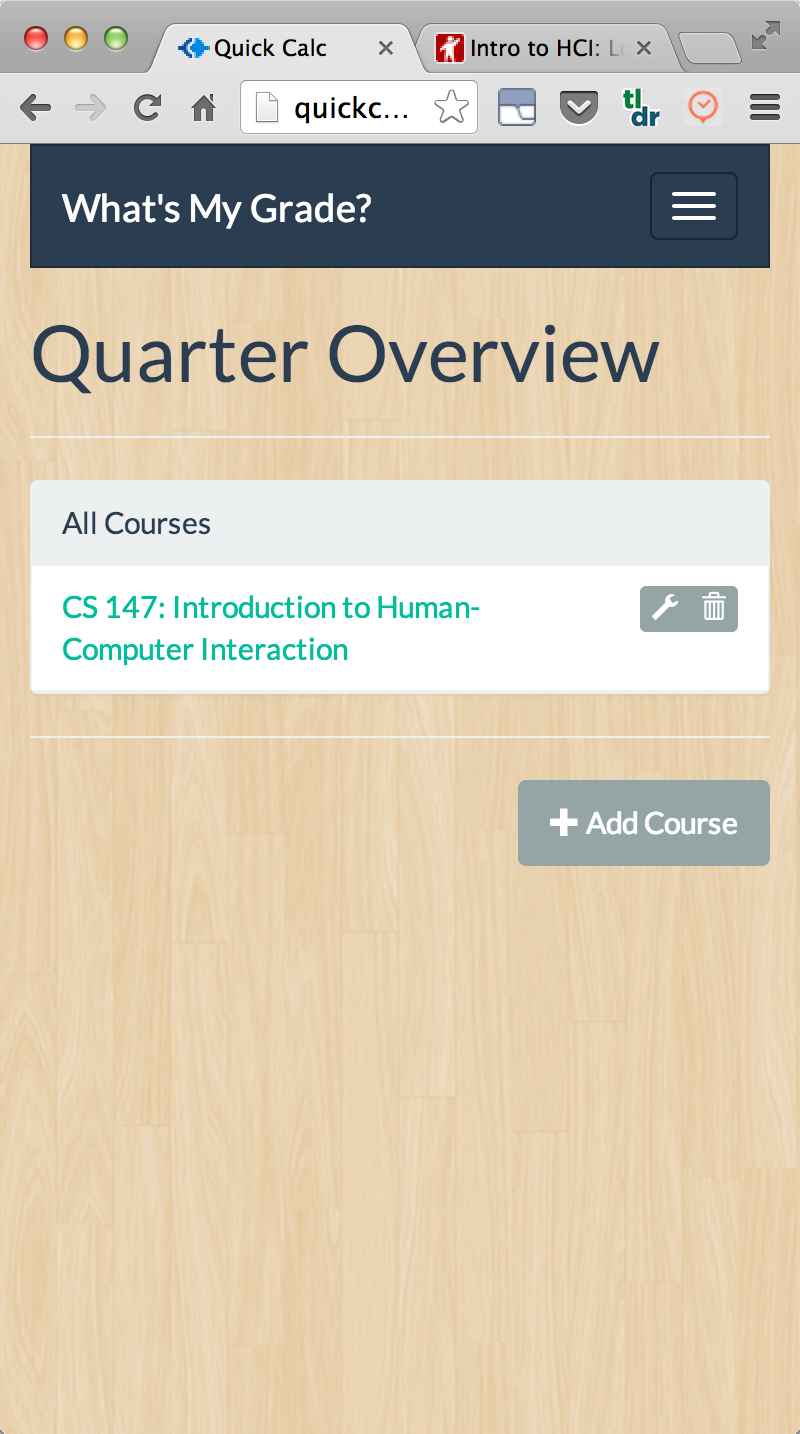 Quick Calc
Intro to HCI: Lo
quickc...
tl
dr
What's My Grade?
Quarter Overview
All Courses
CS 147: Introduction to Human-
Computer Interaction
Add Course